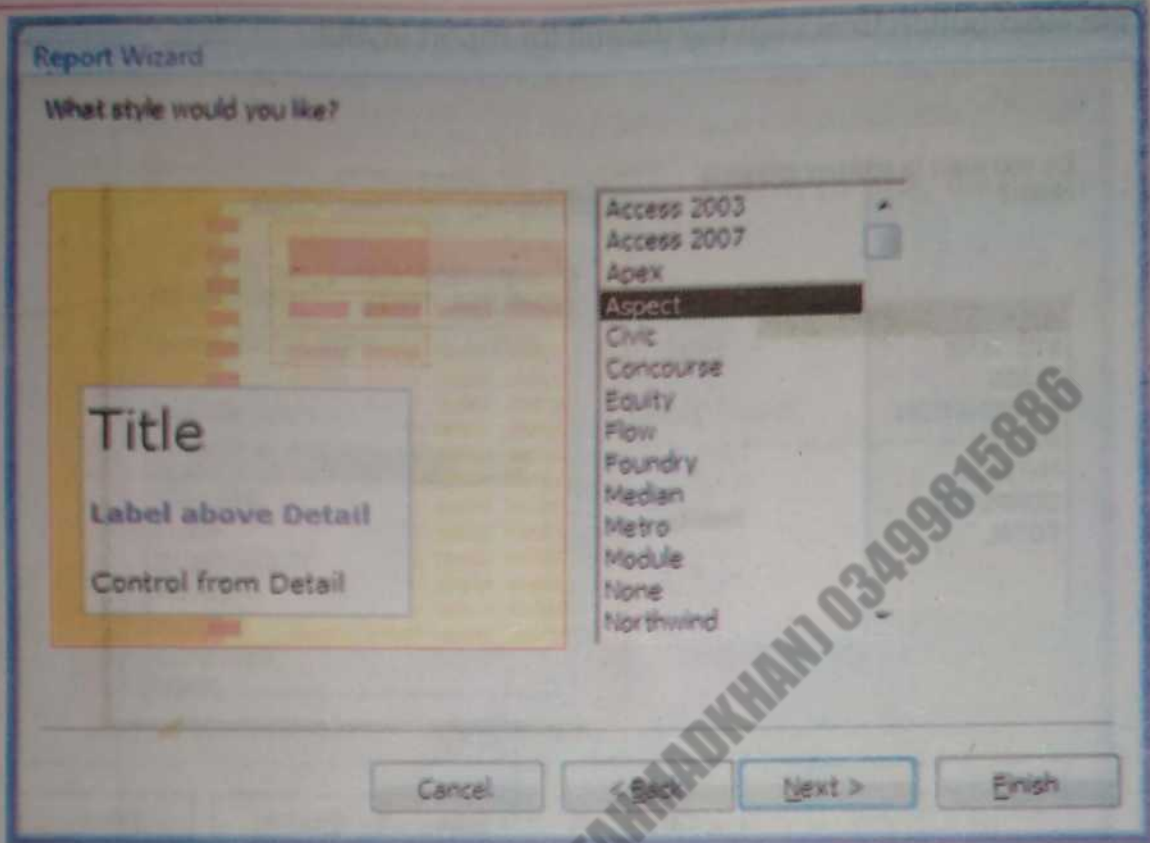 Report Wizard
What style would you like?
Title
Label above Detail
Control from Detail
Access 2003
Access 2007
Apex
Aspect
Civic
Concourse
Equity
Flow
Foundry
Median
Metro
Module
None
Northwind
Cancel
Back
Next >
Finish
03499815886